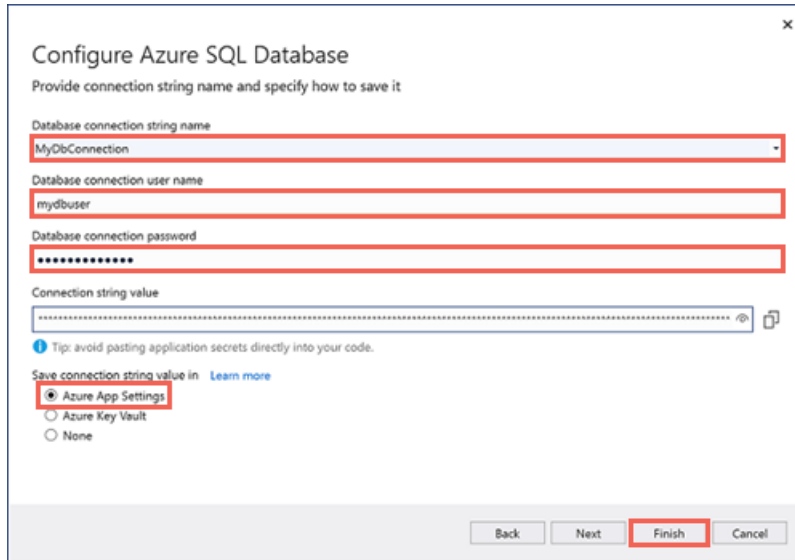 Configure Azure SQL Database
Provide connection string name and specify how to save it
Database connection string name
MyDbConnection
Database connection user name
mydbuser
Database connection password
•••••••••••••
Connection string value
Tip: avoid pasting application secrets directly into your code.
Save connection string value in Learn more
Azure App Settings
Azure Key Vault
None
Back Next Finish Cancel